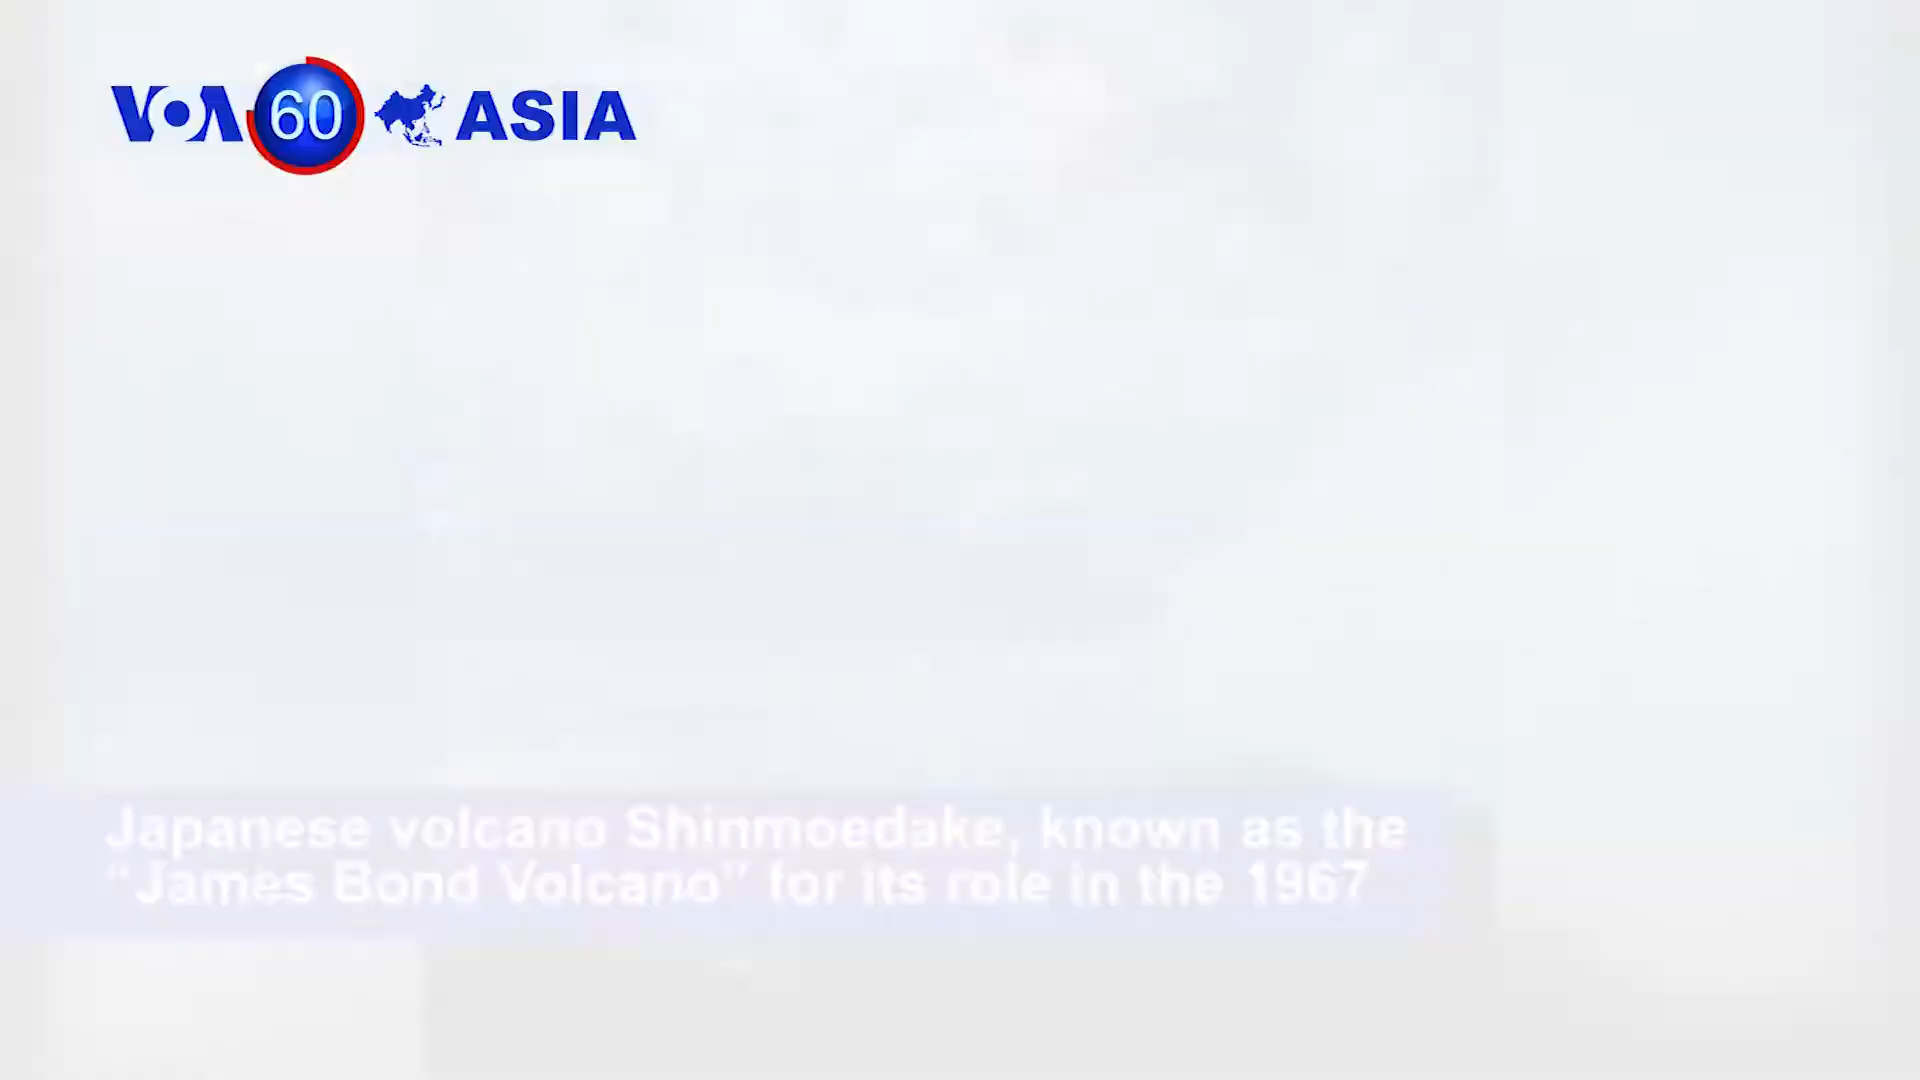 VOA 60 ASIA
Japanese volcano Shinmoedake, known as the
"James Bond Volcano" for its role in the 1967